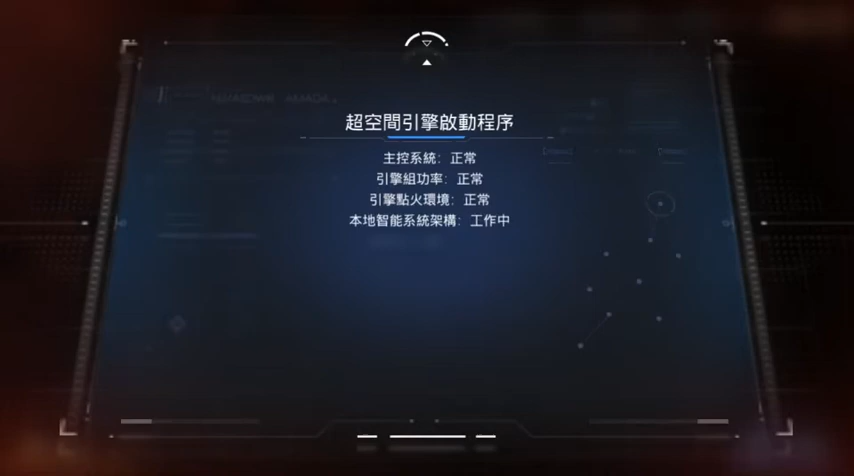 超空間引擎啟動程序
主控系統: 正常
引擎組功率: 正常
引擎點火環境: 正常
本地智能系統架構: 工作中